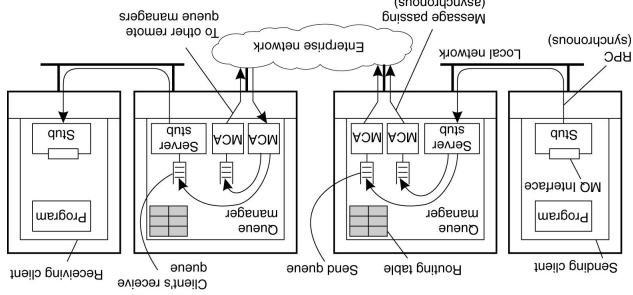 Sending client
Routing table
Send queue
Client's receive
queue
Receiving client
Program
MQ Interface
Stub
Queue
manager
Server
stub
MCA
MCA
Queue
manager
MCA
MCA
Server
stub
Program
Stub
RPC
(synchronous)
Local network
Message passing
(asynchronous)
Enterprise network
To other remote
queue managers